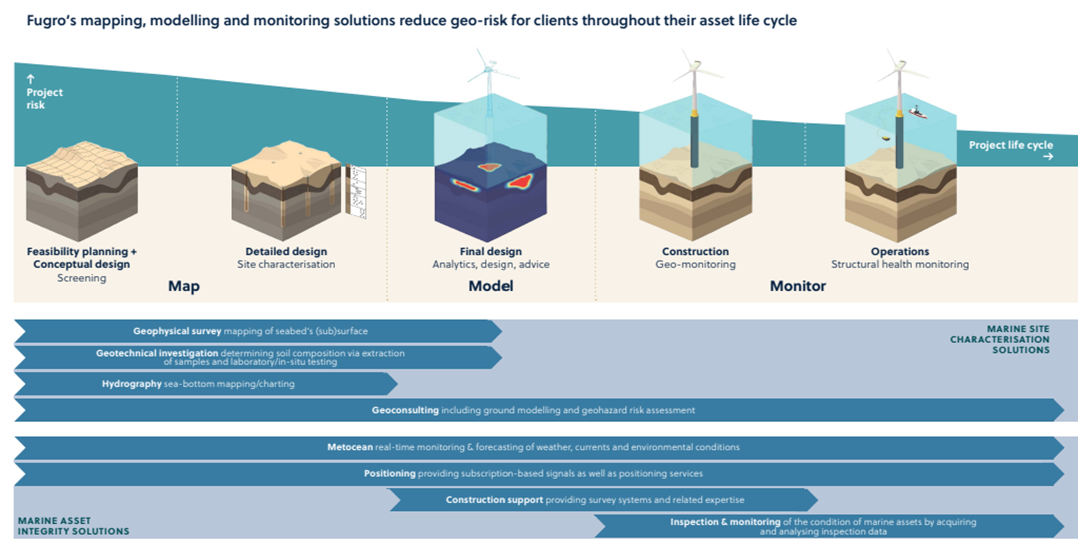 Fugro's mapping, modelling and monitoring solutions reduce geo-risk for clients throughout their asset life cycle
↑
Project
risk
Project life cycle
→
Feasibility planning +
Conceptual design
Screening
Detailed design
Site characterisation
Final design
Analytics, design, advice
Construction
Geo-monitoring
Operations
Structural health monitoring
Map
Model
Monitor
MARINE SITE
CHARACTERISATION
SOLUTIONS
Geophysical survey mapping of seabed's (sub)surface
Geotechnical investigation determining soil composition via extraction
of samples and laboratory/in-situ testing
Hydrography sea-bottom mapping/charting
Geoconsulting including ground modelling and geohazard risk assessment
Metocean real-time monitoring & forecasting of weather, currents and environmental conditions
Positioning providing subscription-based signals as well as positioning services
Construction support providing survey systems and related expertise
Inspection & monitoring of the condition of marine assets by acquiring
and analysing inspection data
MARINE ASSET
INTEGRITY SOLUTIONS